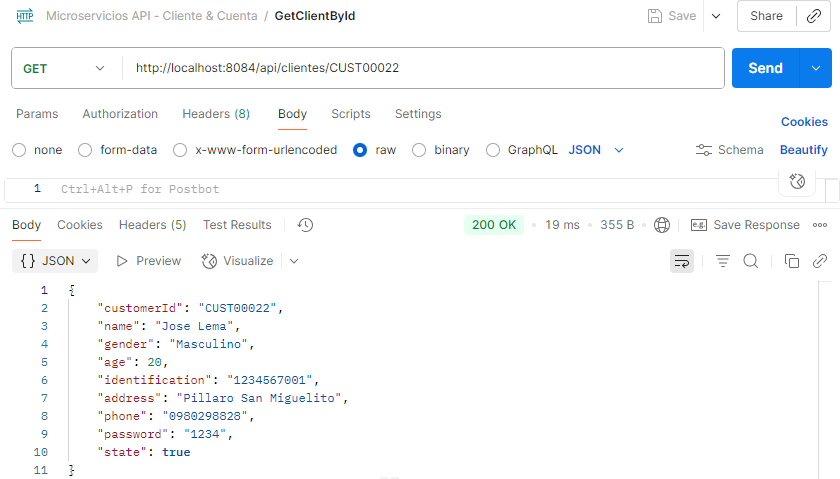 HTTP Microservicios API - Cliente & Cuenta / GetClientById Save Share
GET http://localhost:8084/api/clientes/CUST00022 Send
Params Authorization Headers (8) Body Scripts Settings Cookies
none form-data x-www-form-urlencoded raw binary GraphQL JSON Schema Beautify
1 Ctrl+Alt+P for Postbot
Body Cookies Headers (5) Test Results 200 OK 19 ms 355 B e.g. Save Response
{} JSON Preview Visualize
1 {
2 "customerId": "CUST00022",
3 "name": "Jose Lema",
4 "gender": "Masculino",
5 "age": 20,
6 "identification": "1234567001",
7 "address": "Pillaro San Miguelito",
8 "phone": "0980298828",
9 "password": "1234",
10 "state": true
11 }